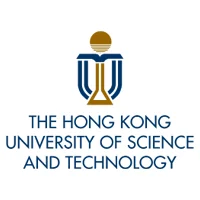 THE HONG KONG
UNIVERSITY OF SCIENCE
AND TECHNOLOGY